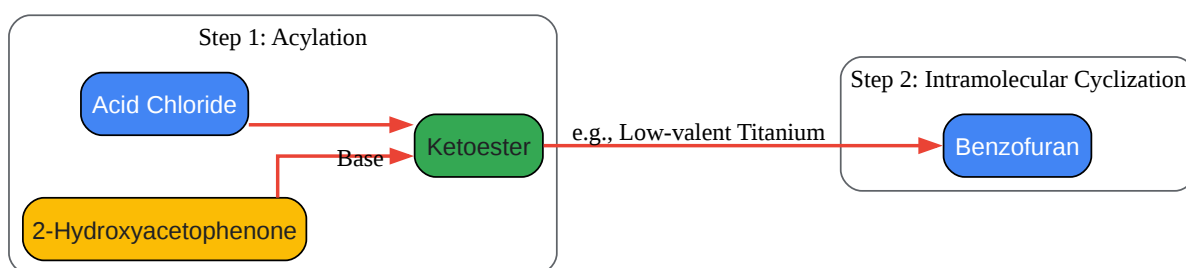 Step 1: Acylation
Acid Chloride
Base
2-Hydroxyacetophenone
Ketoester
e.g., Low-valent Titanium
Step 2: Intramolecular Cyclization
Benzofuran